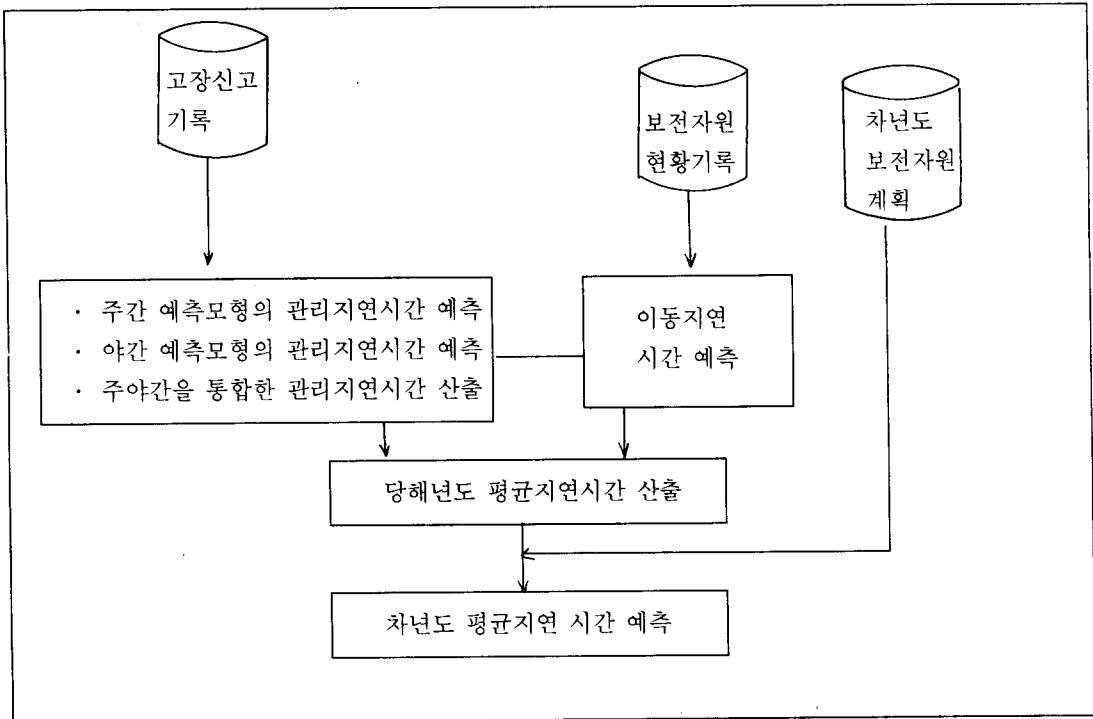 고장신고
기록
보전자원
현황기록
차년도
보전자원
계획
· 주간 예측모형의 관리지연시간 예측
· 야간 예측모형의 관리지연시간 예측
· 주야간을 통합한 관리지연시간 산출
이동지연
시간 예측
당해년도 평균지연시간 산출
차년도 평균지연 시간 예측